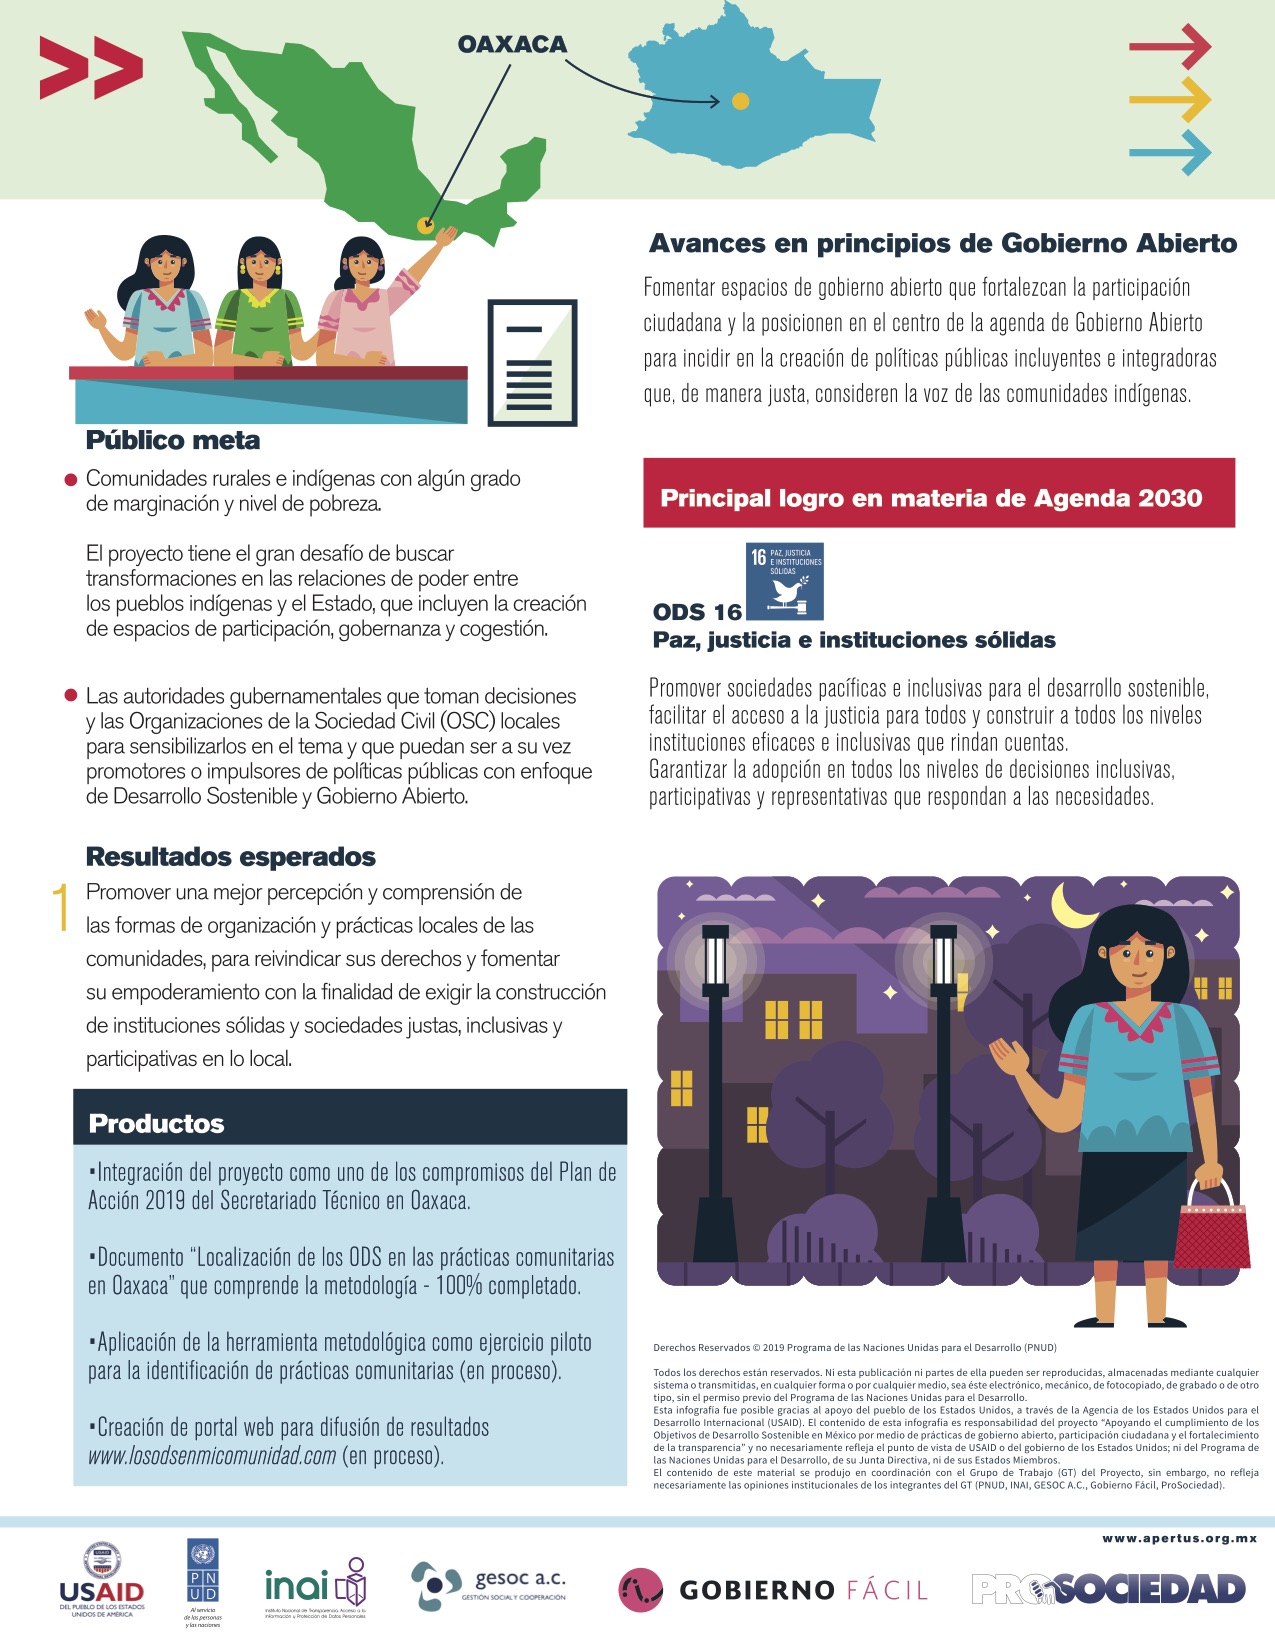 OAXACA
Público meta
Comunidades rurales e indígenas con algún grado
de marginación y nivel de pobreza.
El proyecto tiene el gran desafío de buscar
transformaciones en las relaciones de poder entre
los pueblos indígenas y el Estado, que incluyen la creación
de espacios de participación, gobernanza y cogestión.
Las autoridades gubernamentales que toman decisiones
y las Organizaciones de la Sociedad Civil (OSC) locales
para sensibilizarlos en el tema y que puedan ser a su vez
promotores o impulsores de políticas públicas con enfoque
de Desarrollo Sostenible y Gobierno Abierto.
Resultados esperados
1
Promover una mejor percepción y comprensión de
las formas de organización y prácticas locales de las
comunidades, para reivindicar sus derechos y fomentar
su empoderamiento con la finalidad de exigir la construcción
de instituciones sólidas y sociedades justas, inclusivas y
participativas en lo local.
Productos
•Integración del proyecto como uno de los compromisos del Plan de
Acción 2019 del Secretariado Técnico en Oaxaca.
•Documento “Localización de los ODS en las prácticas comunitarias
en Oaxaca” que comprende la metodología - 100% completado.
•Aplicación de la herramienta metodológica como ejercicio piloto
para la identificación de prácticas comunitarias (en proceso).
•Creación de portal web para difusión de resultados
www.losodsenmicomunidad.com (en proceso).
Avances en principios de Gobierno Abierto
Fomentar espacios de gobierno abierto que fortalezcan la participación
ciudadana y la posicionen en el centro de la agenda de Gobierno Abierto
para incidir en la creación de políticas públicas incluyentes e integradoras
que, de manera justa, consideren la voz de las comunidades indígenas.
Principal logro en materia de Agenda 2030
16 PAZ, JUSTICIA
E INSTITUCIONES
SÓLIDAS
ODS 16
Paz, justicia e instituciones sólidas
Promover sociedades pacíficas e inclusivas para el desarrollo sostenible,
facilitar el acceso a la justicia para todos y construir a todos los niveles
instituciones eficaces e inclusivas que rindan cuentas.
Garantizar la adopción en todos los niveles de decisiones inclusivas,
participativas y representativas que respondan a las necesidades.
Derechos Reservados © 2019 Programa de las Naciones Unidas para el Desarrollo (PNUD)
Todos los derechos están reservados. Ni esta publicación ni partes de ella pueden ser reproducidas, almacenadas mediante cualquier
sistema o transmitidas, en cualquier forma o por cualquier medio, sea éste electrónico, mecánico, de fotocopiado, de grabado o de otro
tipo, sin el permiso previo del Programa de las Naciones Unidas para el Desarrollo.
Esta infografía fue posible gracias al apoyo del pueblo de los Estados Unidos, a través de la Agencia de los Estados Unidos para el
Desarrollo Internacional (USAID). El contenido de esta infografía es responsabilidad del proyecto “Apoyando el cumplimiento de los
Objetivos de Desarrollo Sostenible en México por medio de prácticas de gobierno abierto, participación ciudadana y el fortalecimiento
de la transparencia” y no necesariamente refleja el punto de vista de USAID o del gobierno de los Estados Unidos; ni del Programa de
las Naciones Unidas para el Desarrollo, de su Junta Directiva, ni de sus Estados Miembros.
El contenido de este material se produjo en coordinación con el Grupo de Trabajo (GT) del Proyecto, sin embargo, no refleja
necesariamente las opiniones institucionales de los integrantes del GT (PNUD, INAI, GESOC A.C., Gobierno Fácil, ProSociedad).
www.apertus.org.mx
USAID
DEL PUEBLO DE LOS ESTADOS
UNIDOS DE AMÉRICA
P N
U D
Al servicio
de las personas
y las naciones
inai
Instituto Nacional de Transparencia, Acceso a la
Información y Protección de Datos Personales
gesoc a.c.
GESTIÓN SOCIAL Y COOPERACIÓN
GOBIERNO FÁCIL
PROSOCIEDAD